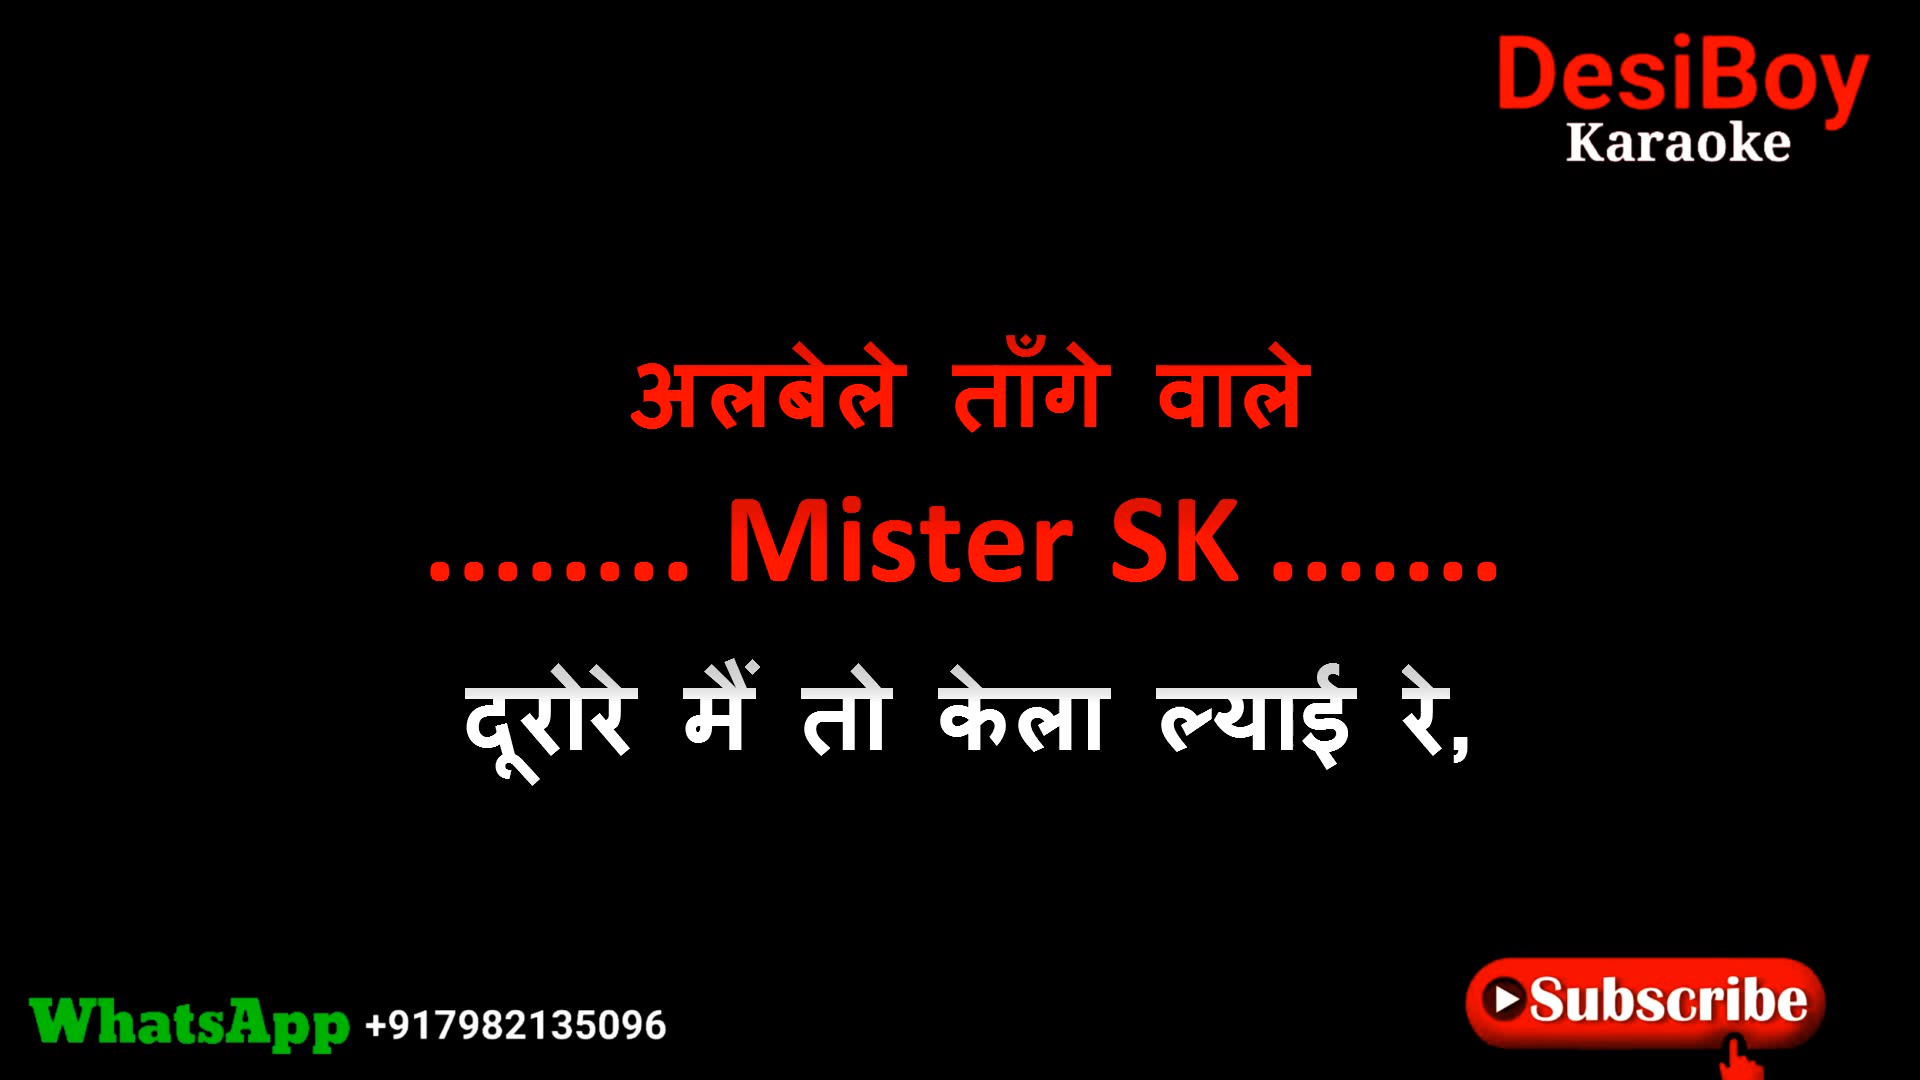 DesiBoy
Karaoke
अलबेले ताँगे वाले
........ Mister SK .......
दूरोरे मैं तो केला ल्याई रे,
WhatsApp +917982135096
Subscribe